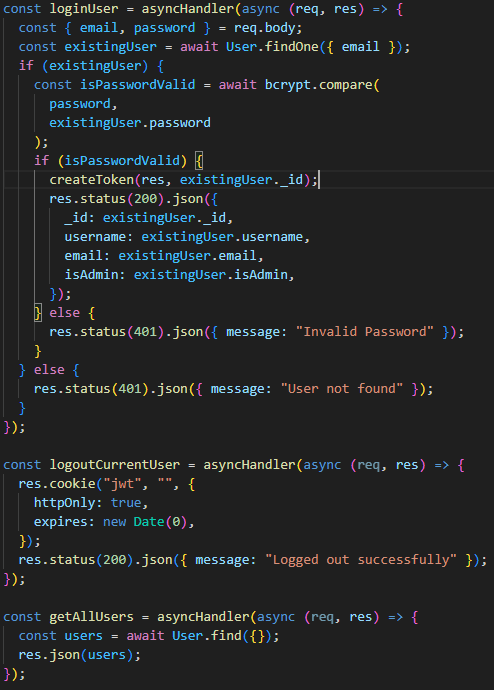 const loginUser = asyncHandler(async (req, res) => {
  const { email, password } = req.body;
  const existingUser = await User.findOne({ email });
  if (existingUser) {
    const isPasswordValid = await bcrypt.compare(
      password,
      existingUser.password
    );
    if (isPasswordValid) {
      createToken(res, existingUser._id);
      res.status(200).json({
        _id: existingUser._id,
        username: existingUser.username,
        email: existingUser.email,
        isAdmin: existingUser.isAdmin,
      });
    } else {
      res.status(401).json({ message: "Invalid Password" });
    }
  } else {
    res.status(401).json({ message: "User not found" });
  }
});

const logoutCurrentUser = asyncHandler(async (req, res) => {
  res.cookie("jwt", "", {
    httpOnly: true,
    expires: new Date(0),
  });
  res.status(200).json({ message: "Logged out successfully" });
});

const getAllUsers = asyncHandler(async (req, res) => {
  const users = await User.find({});
  res.json(users);
});